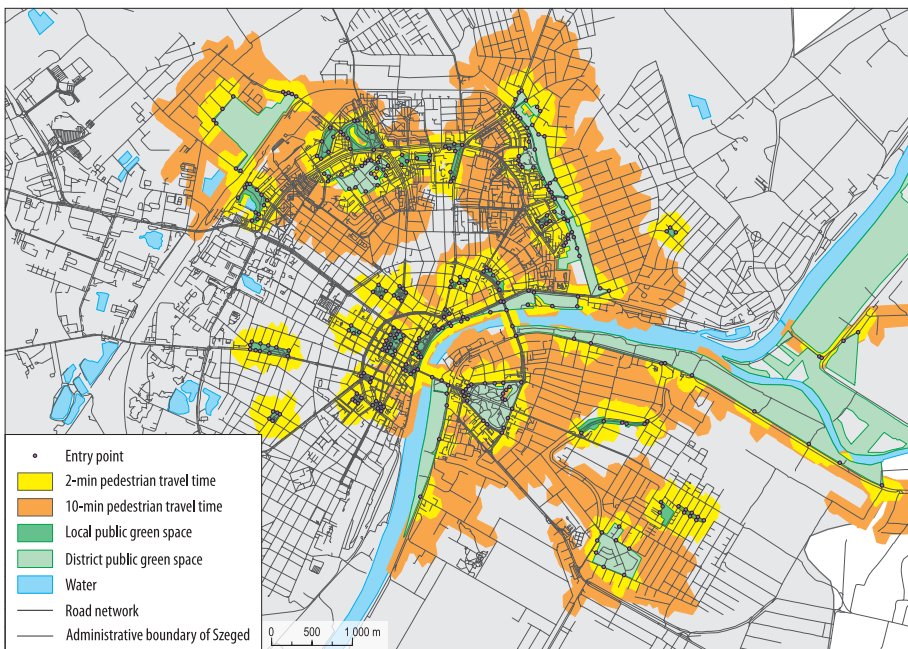 Entry point
2-min pedestrian travel time
10-min pedestrian travel time
Local public green space
District public green space
Water
Road network
Administrative boundary of Szeged
0 500 1 000 m